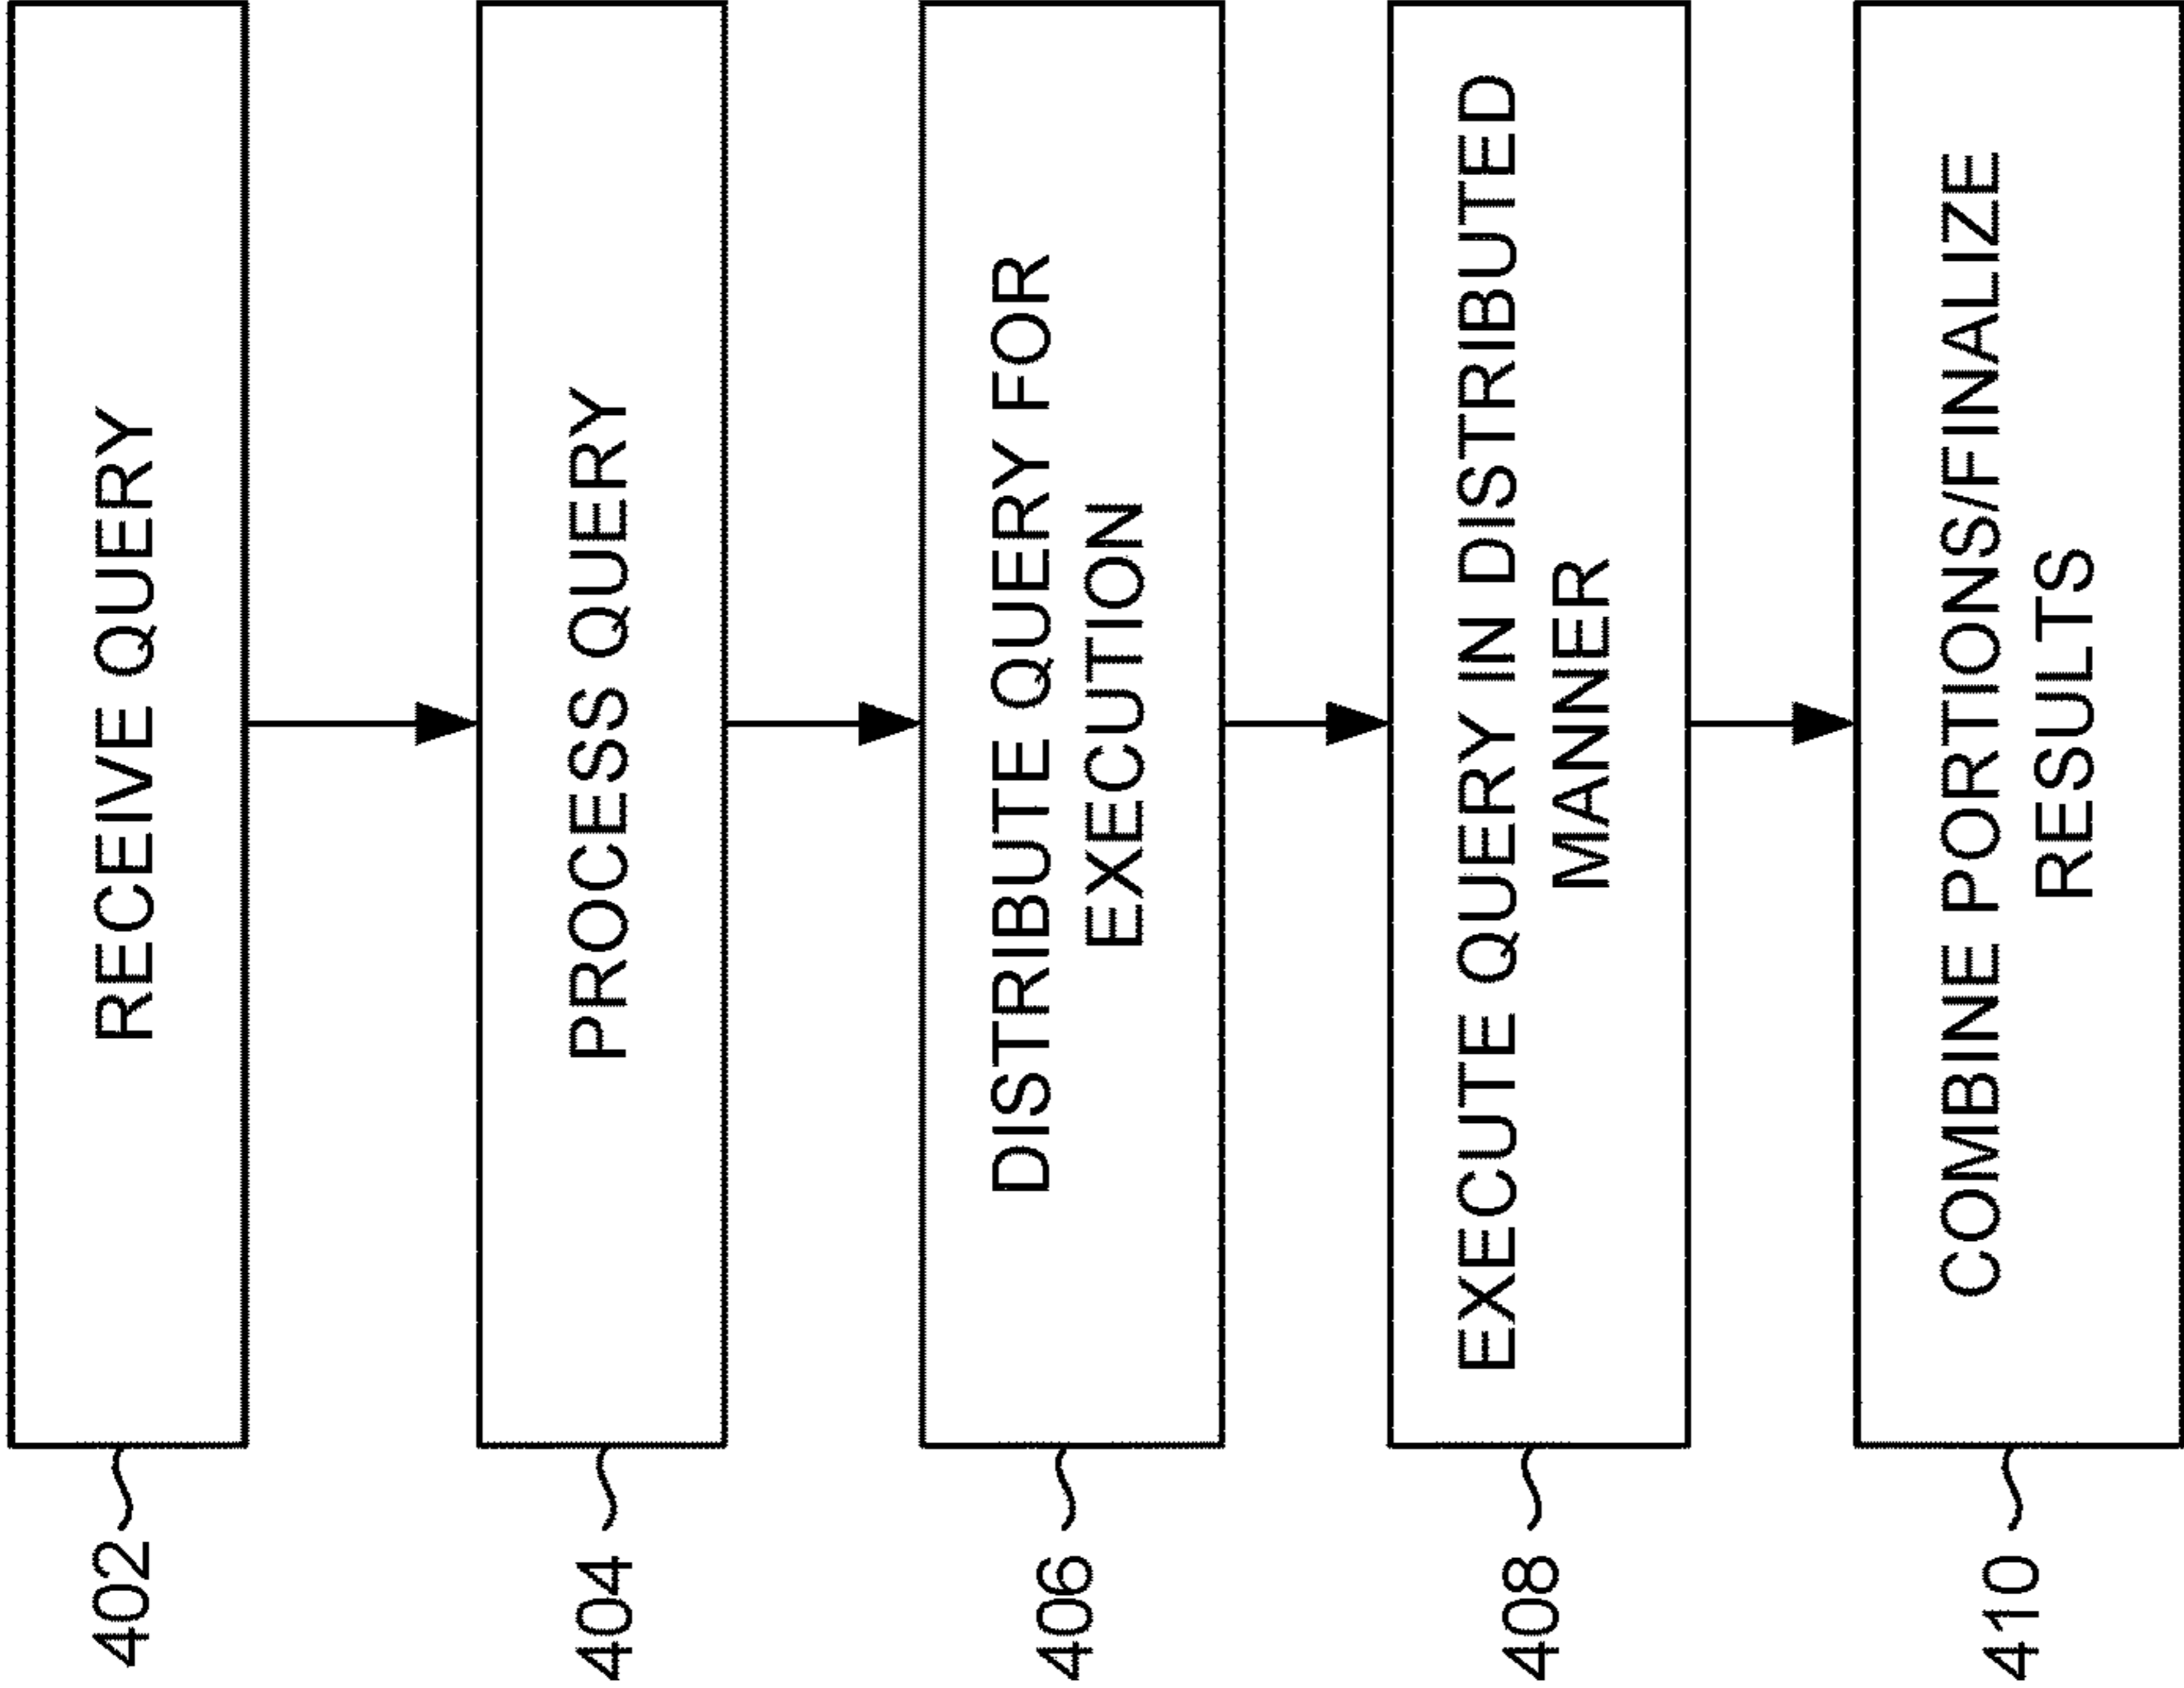 402
RECEIVE QUERY
404
PROCESS QUERY
406
DISTRIBUTE QUERY FOR
EXECUTION
408
EXECUTE QUERY IN DISTRIBUTED
MANNER
410
COMBINE PORTIONS/FINALIZE
RESULTS